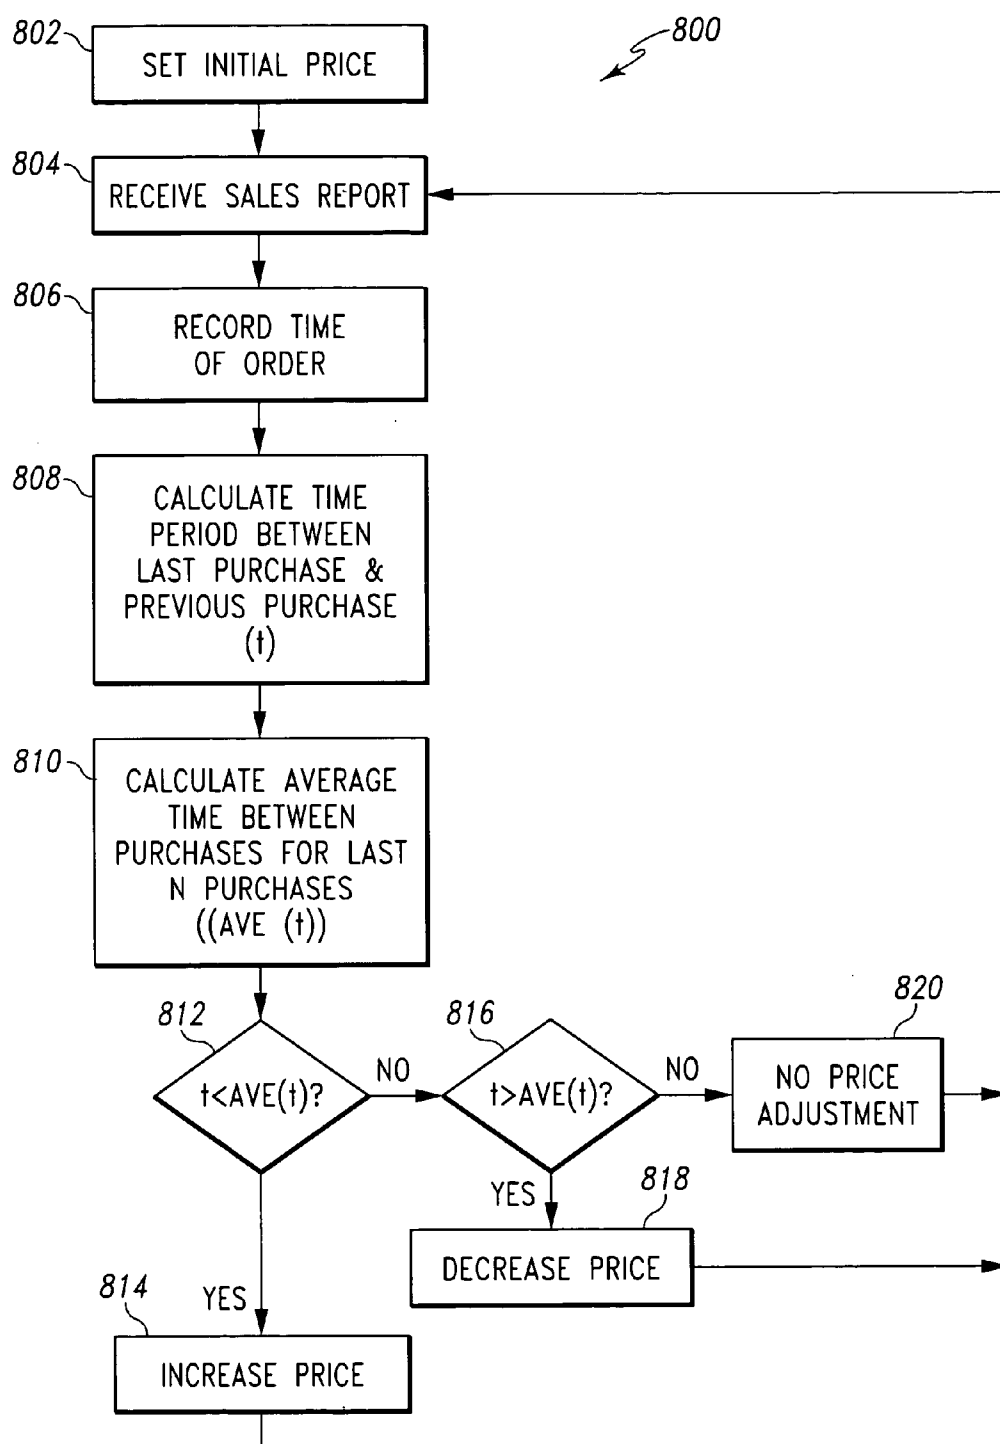 802
SET INITIAL PRICE
800
804
RECEIVE SALES REPORT
806
RECORD TIME
OF ORDER
808
CALCULATE TIME
PERIOD BETWEEN
LAST PURCHASE &
PREVIOUS PURCHASE
(t)
810
CALCULATE AVERAGE
TIME BETWEEN
PURCHASES FOR LAST
N PURCHASES
((AVE (t))
812
t<AVE(t)?
NO
816
t>AVE(t)?
NO
820
NO PRICE
ADJUSTMENT
YES
818
DECREASE PRICE
YES
814
INCREASE PRICE